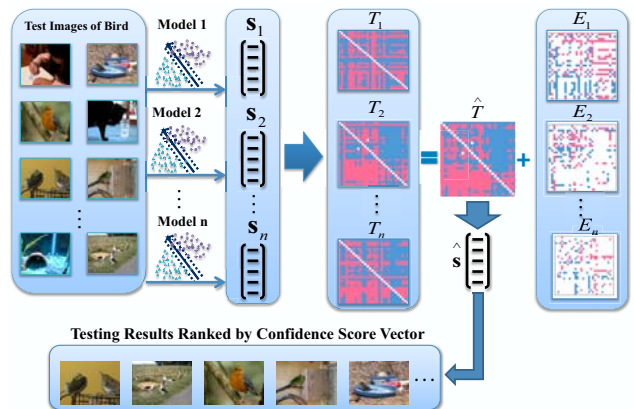 Test Images of Bird
Model 1
Model 2
Model n
s₁
s₂
sₙ
T₁
T₂
Tₙ
T̂
=
+
E₁
E₂
Eₙ
ŝ
Testing Results Ranked by Confidence Score Vector